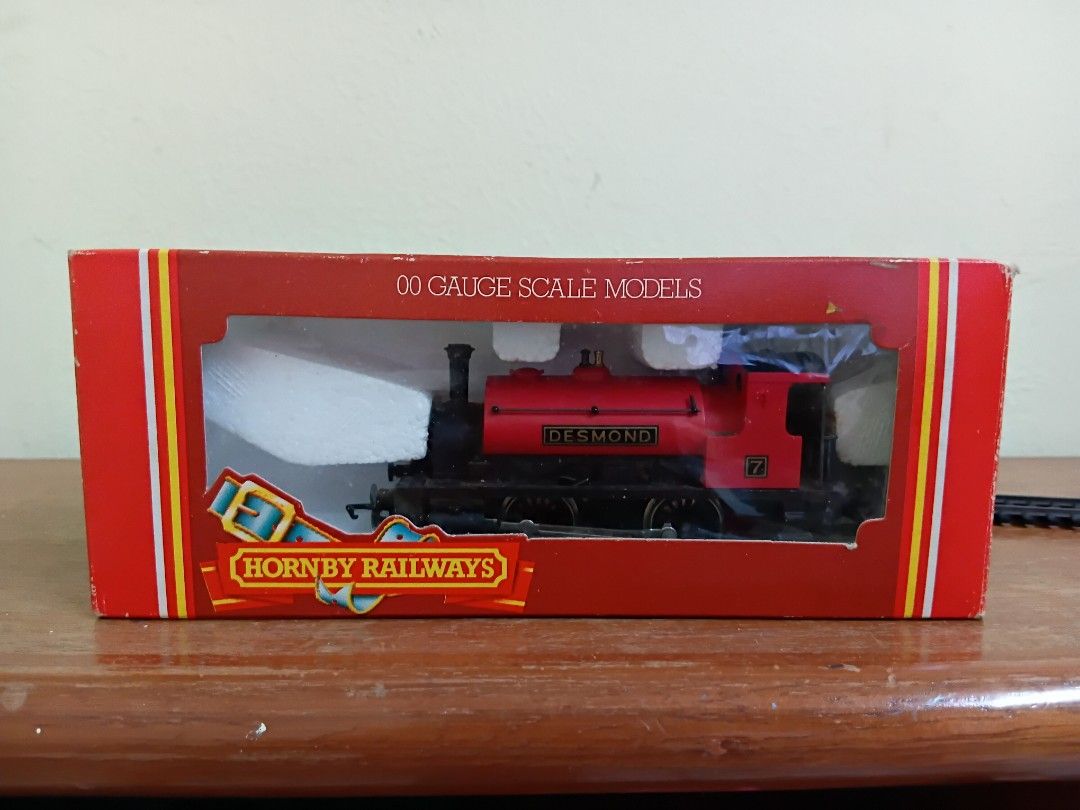 00 GAUGE SCALE MODELS
DESMOND
7
HORNBY RAILWAYS